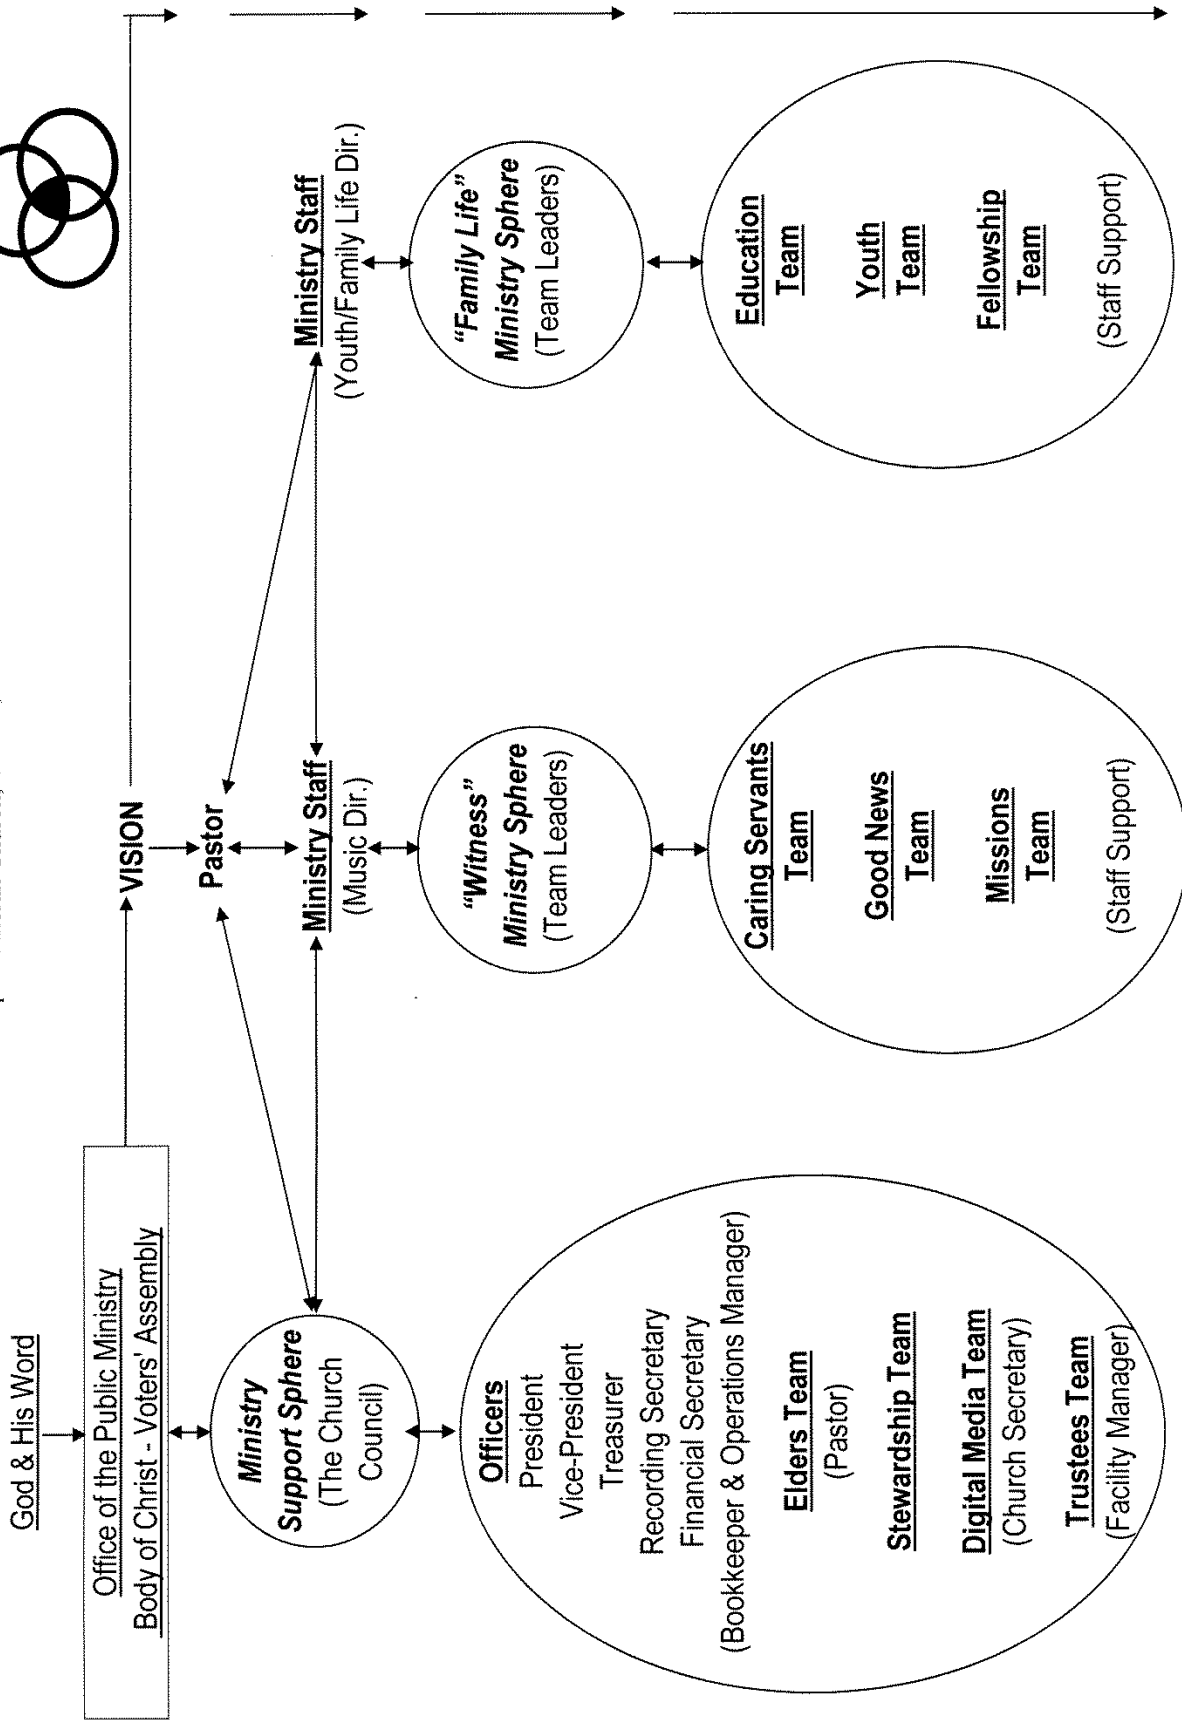 God & His Word
Office of the Public Ministry
Body of Christ - Voters' Assembly
VISION
Pastor
Ministry
Support Sphere
(The Church
Council)
Ministry Staff
(Music Dir.)
Ministry Staff
(Youth/Family Life Dir.)
"Witness"
Ministry Sphere
(Team Leaders)
"Family Life"
Ministry Sphere
(Team Leaders)
Officers
President
Vice-President
Treasurer
Recording Secretary
Financial Secretary
(Bookkeeper & Operations Manager)
Elders Team
(Pastor)
Stewardship Team
Digital Media Team
(Church Secretary)
Trustees Team
(Facility Manager)
Caring Servants
Team
Good News
Team
Missions
Team
(Staff Support)
Education
Team
Youth
Team
Fellowship
Team
(Staff Support)